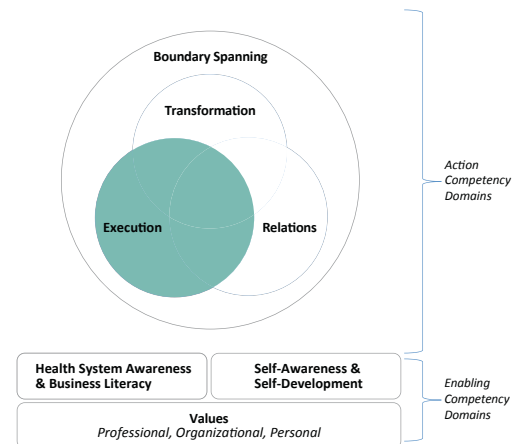 Boundary Spanning
Transformation
Execution
Relations
Action
Competency
Domains
Health System Awareness
& Business Literacy
Self-Awareness &
Self-Development
Values
Professional, Organizational, Personal
Enabling
Competency
Domains